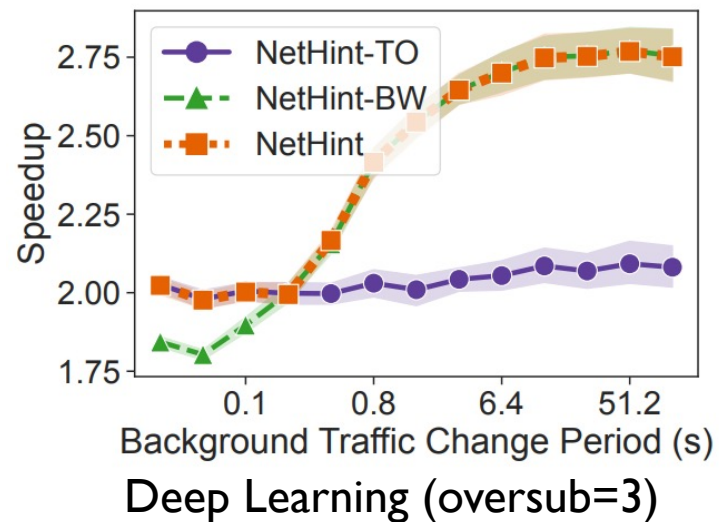 2.75
2.50
2.25
2.00
1.75
Speedup
NetHint-TO
NetHint-BW
NetHint
0.1 0.8 6.4 51.2
Background Traffic Change Period (s)
Deep Learning (oversub=3)